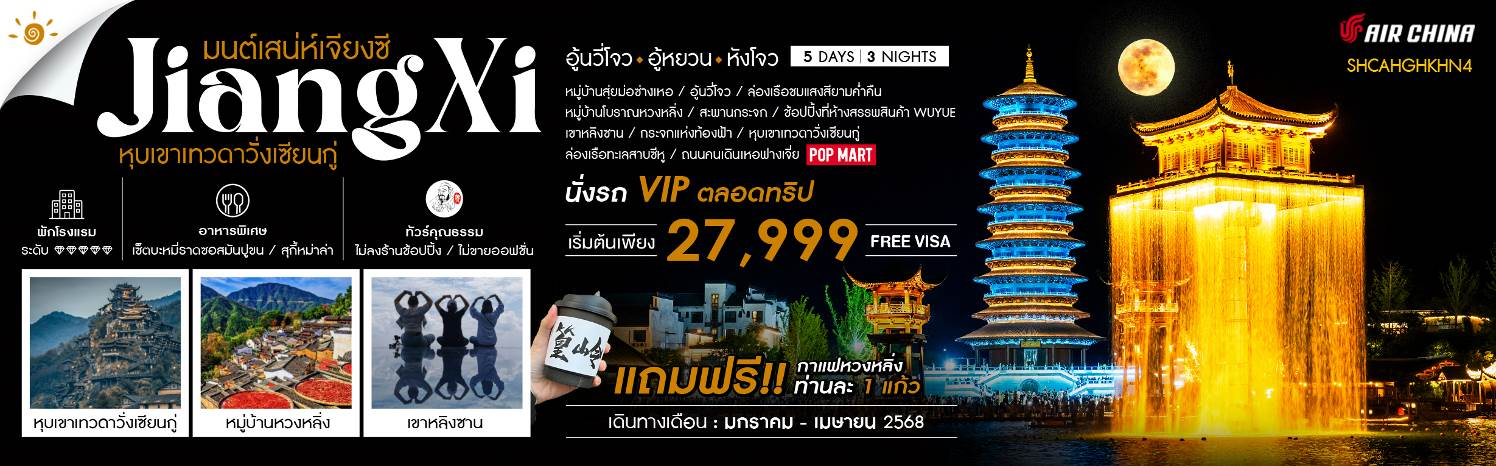 มนต์เสน่ห์เจียงซี
JiangXi
หุบเขาเทวดาวั่งเซียนกู่
พักโรงแรม
ระดับ
อาหารพิเศษ
เซ็ตบะหมี่ราดซอสมันปูขน / สุกี้หม่าล่า
ทัวร์คุณธรรม
ไม่ลงร้านช้อปปิ้ง / ไม่ขายออฟชั่น
หุบเขาเทวดาวั่งเซียนกู่
หมู่บ้านหวงหลิ่ง
เขาหลิงซาน
อู้นวี่โจว • อู้หยวน • หังโจว
5 DAYS | 3 NIGHTS
หมู่บ้านสุ่ยม่อซ่างเหอ / อู้นวี่โจว / ล่องเรือชมแสงสียามค่ำคืน
หมู่บ้านโบราณหวงหลิ่ง / สะพานกระจก / ช้อปปิ้งที่ห้างสรรพสินค้า WUYUE
เขาหลิงซาน / กระจกแห่งท้องฟ้า / หุบเขาเทวดาวั่งเซียนกู่
ล่องเรือทะเลสาบซีหู / ถนนคนเดินเหอฟางเจี่ย POP MART
นั่งรถ VIP ตลอดทริป
เริ่มต้นเพียง 27,999 FREE VISA
篁岭
แถมฟรี!! กาแฟหวงหลิ่ง
ท่านละ 1 แก้ว
เดินทางเดือน : มกราคม - เมษายน 2568
AIR CHINA
SHCAHGHKHN4